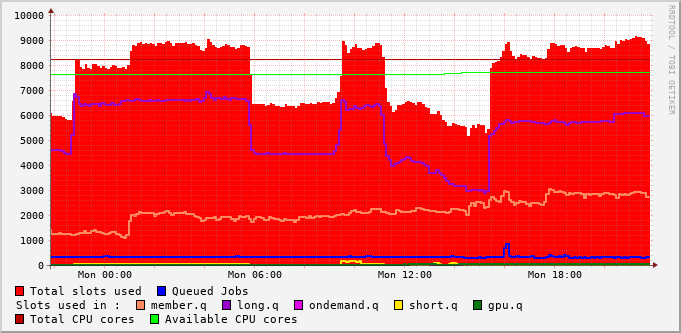 10000
9000
8000
7000
6000
5000
4000
3000
2000
1000
0
Mon 00:00 Mon 06:00 Mon 12:00 Mon 18:00
RRDTOOL / TOBI OETIKER
Total slots used Queued Jobs
Slots used in : member.q long.q ondemand.q short.q gpu.q
Total CPU cores Available CPU cores